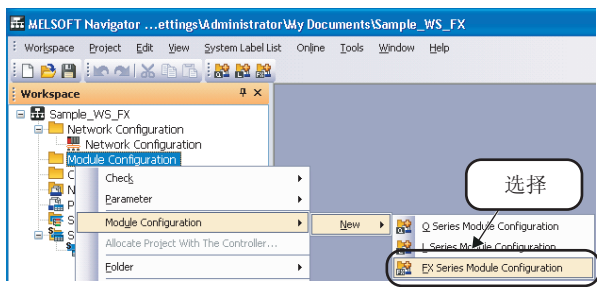 MELSOFT Navigator ...ettings\Administrator\My Documents\Sample_WS_FX
Workspace Project Edit View System Label List Online Tools Window Help
Workspace
Sample_WS_FX
Network Configuration
Network Configuration
Module Configuration
C
N
P
S
S
Check
Parameter
Module Configuration
Allocate Project With The Controller...
Folder
New
Q Series Module Configuration
L Series Module Configuration
FX Series Module Configuration
选择